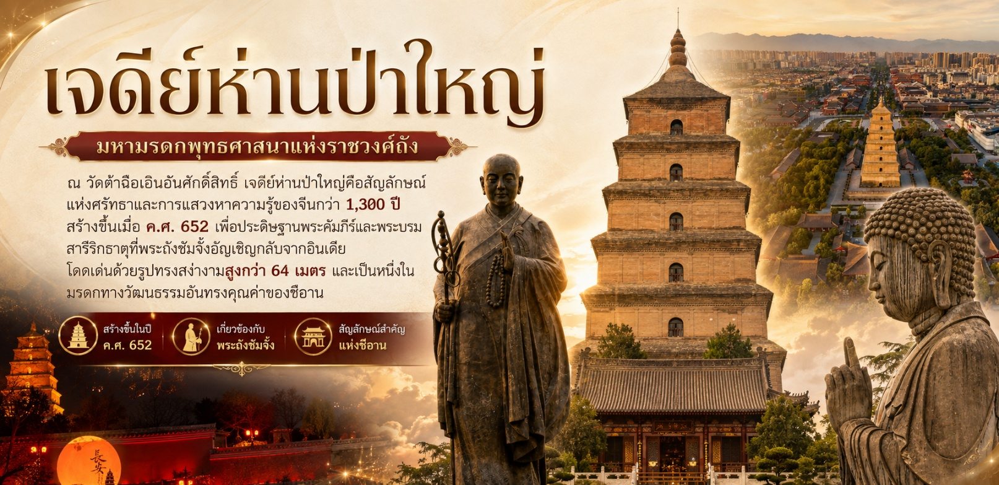 เจดีย์ห่านป่าใหญ่
มหามรดกพุทธศาสนาแห่งราชวงศ์ถัง
ณ วัดต้าฉือเอินอันศักดิ์สิทธิ์ เจดีย์ห่านป่าใหญ่คือสัญลักษณ์
แห่งศรัทธาและการแสวงหาความรู้ของจีนกว่า 1,300 ปี
สร้างขึ้นเมื่อ ค.ศ. 652 เพื่อประดิษฐานพระคัมภีร์และพระบรม
สารีริกธาตุที่พระถังซัมจั๋งอัญเชิญกลับจากอินเดีย
โดดเด่นด้วยรูปทรงสง่างามสูงกว่า 64 เมตร และเป็นหนึ่งใน
มรดกทางวัฒนธรรมอันทรงคุณค่าของซีอาน
สร้างขึ้นในปี
ค.ศ. 652
เกี่ยวข้องกับ
พระถังซัมจั๋ง
สัญลักษณ์สำคัญ
แห่งซีอาน
長
安